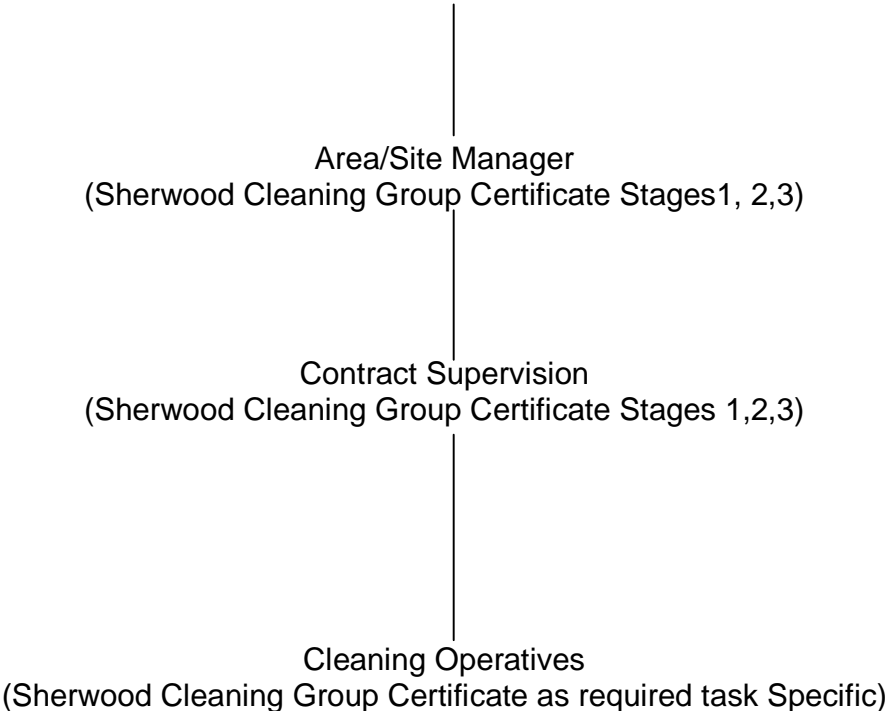 Area/Site Manager
(Sherwood Cleaning Group Certificate Stages1, 2,3)
Contract Supervision
(Sherwood Cleaning Group Certificate Stages 1,2,3)
Cleaning Operatives
(Sherwood Cleaning Group Certificate as required task Specific)